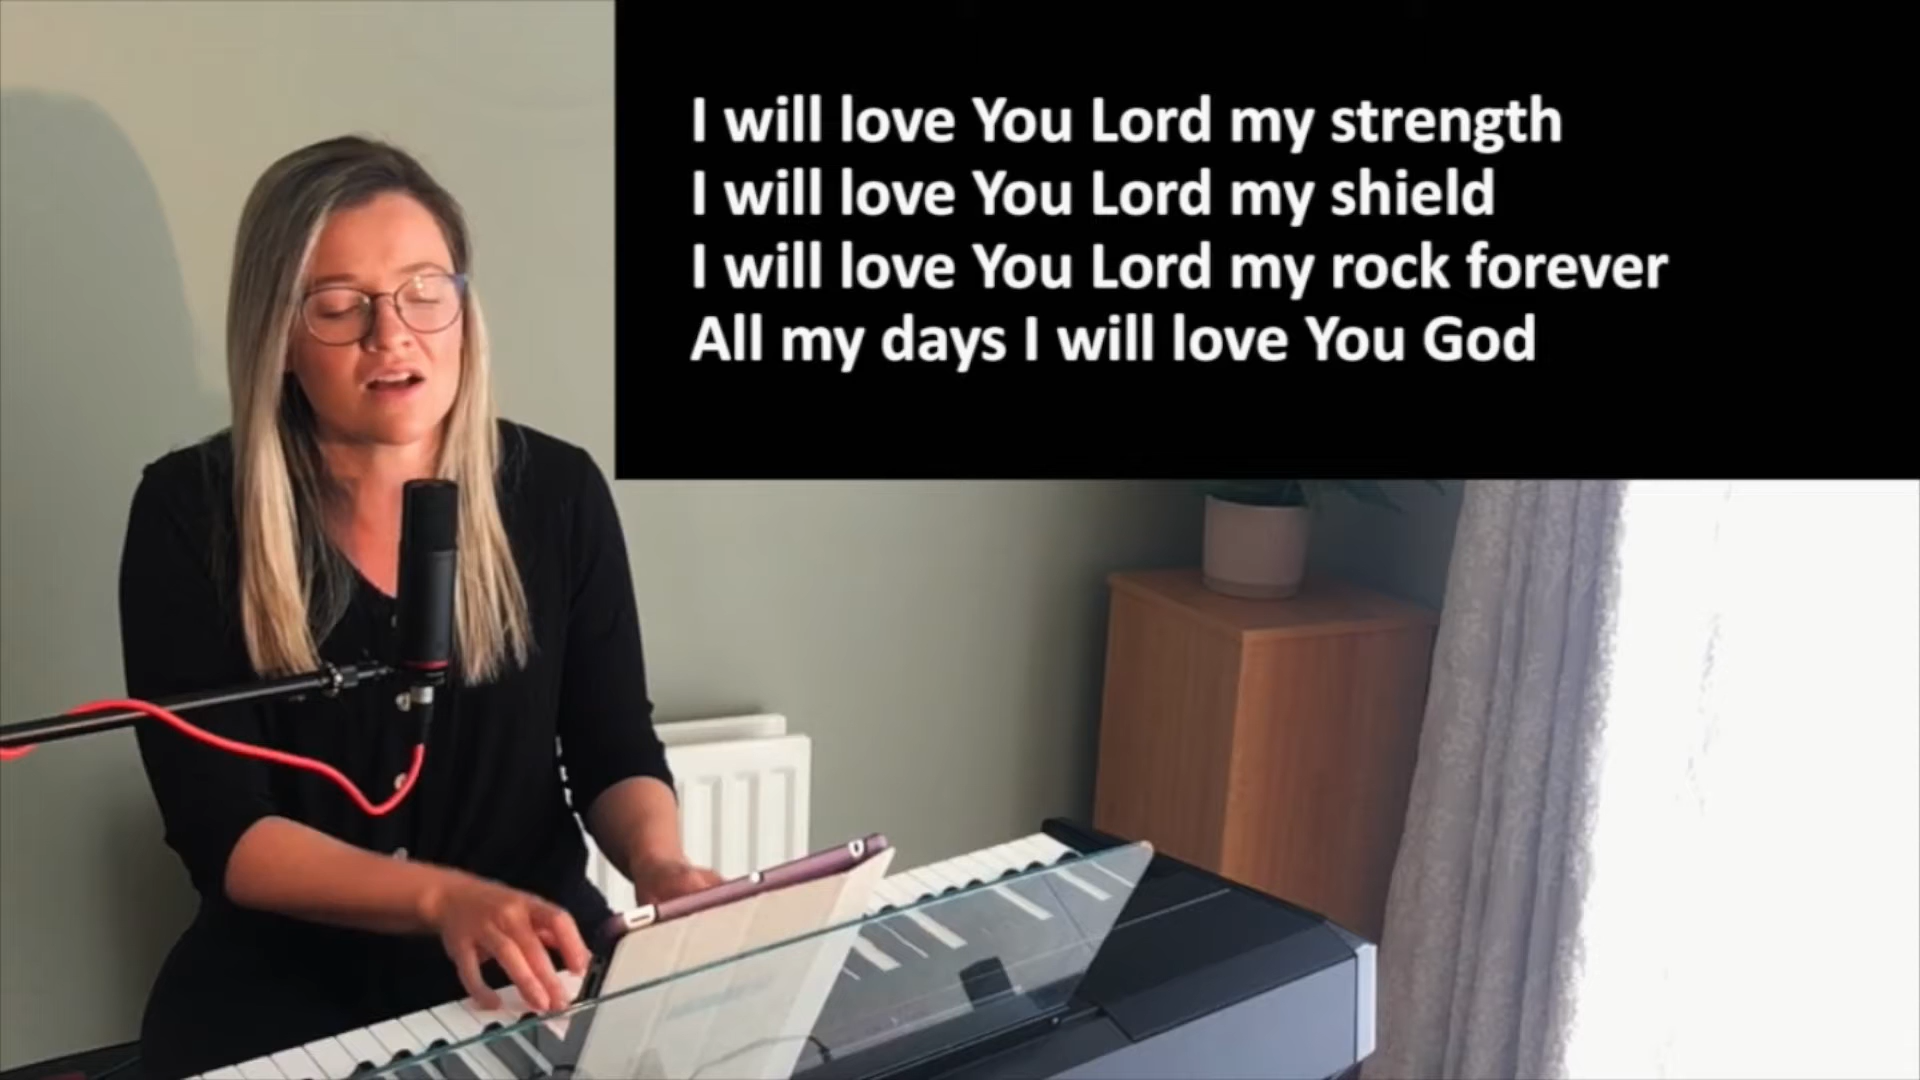 I will love You Lord my strength
I will love You Lord my shield
I will love You Lord my rock forever
All my days I will love You God